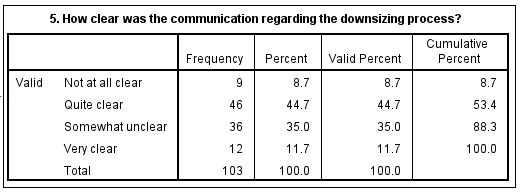 5. How clear was the communication regarding the downsizing process?
Frequency Percent Valid Percent Cumulative Percent
Valid Not at all clear 9 8.7 8.7 8.7
Quite clear 46 44.7 44.7 53.4
Somewhat unclear 36 35.0 35.0 88.3
Very clear 12 11.7 11.7 100.0
Total 103 100.0 100.0